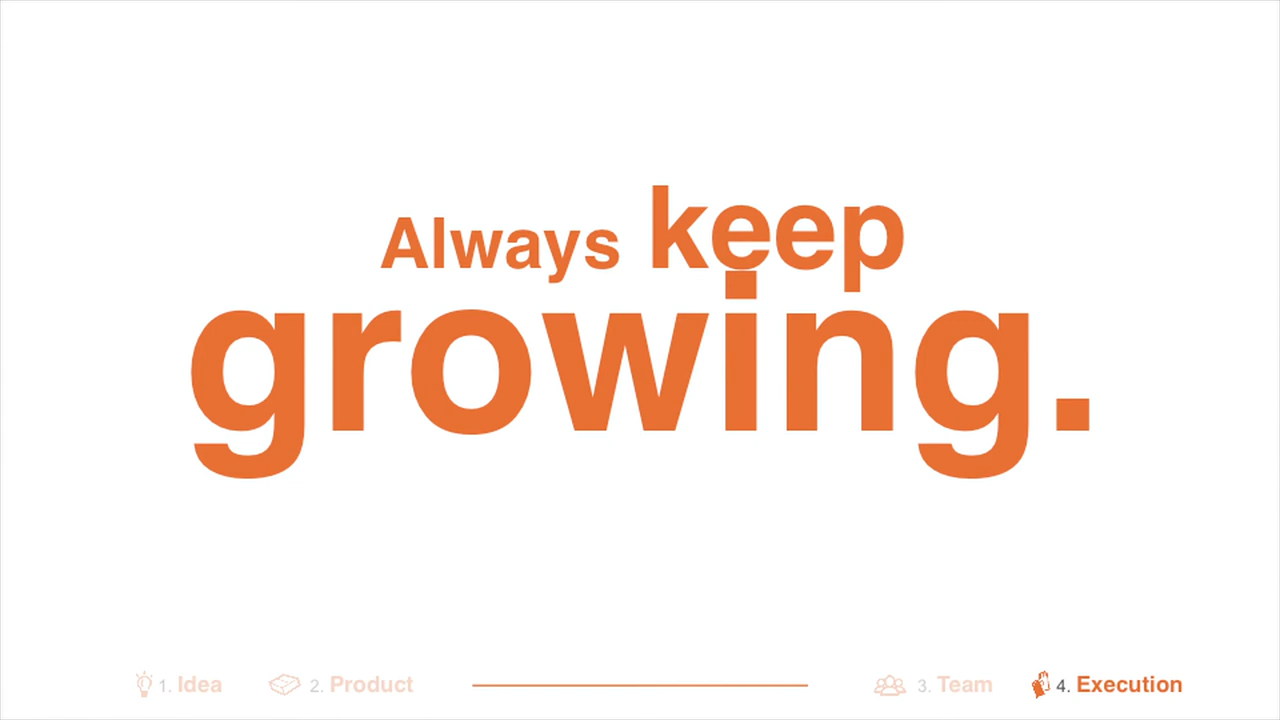 Always keep
growing.
1. Idea 2. Product 3. Team 4. Execution